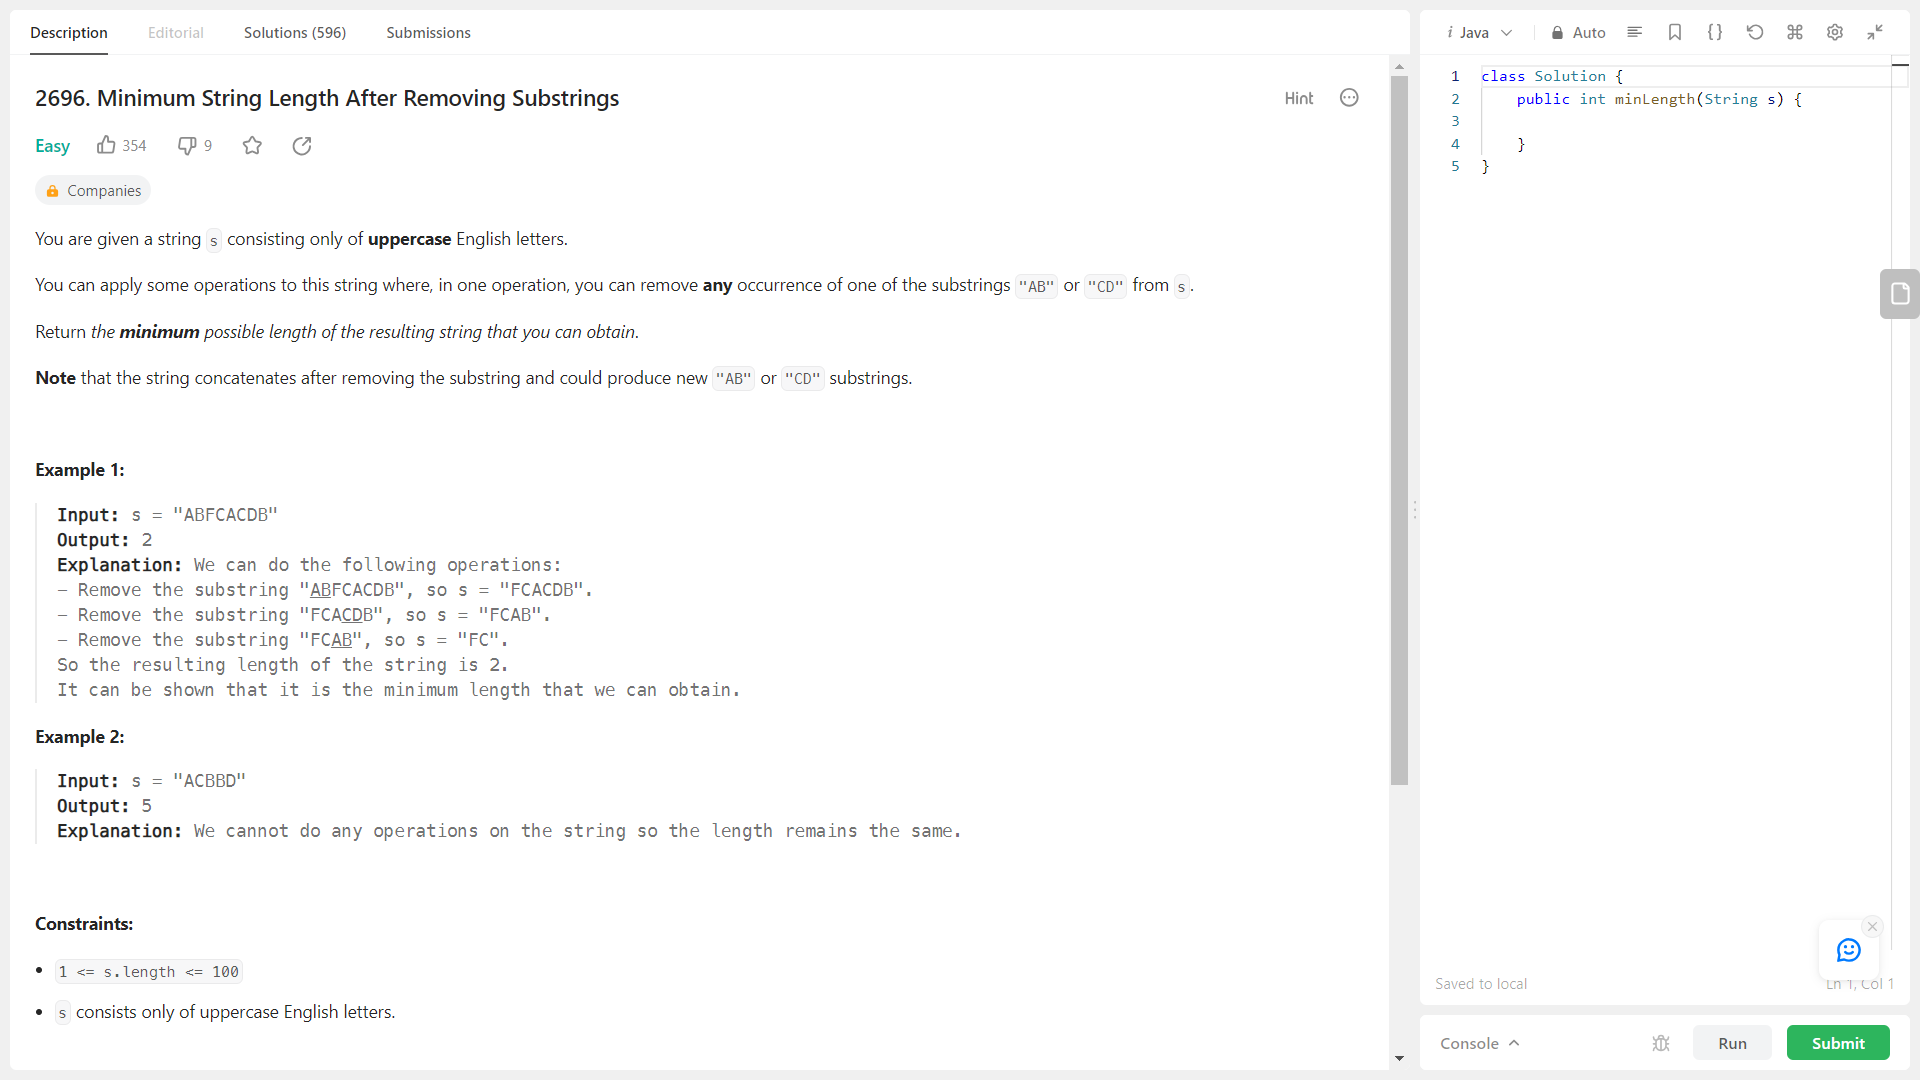 Description
Editorial
Solutions (596)
Submissions
2696. Minimum String Length After Removing Substrings
Hint
Easy
354
9
Companies
You are given a string s consisting only of uppercase English letters.
You can apply some operations to this string where, in one operation, you can remove any occurrence of one of the substrings "AB" or "CD" from s.
Return the minimum possible length of the resulting string that you can obtain.
Note that the string concatenates after removing the substring and could produce new "AB" or "CD" substrings.
Example 1:
Input: s = "ABFCACDB"
Output: 2
Explanation: We can do the following operations:
- Remove the substring "ABFCACDB", so s = "FCACDB".
- Remove the substring "FCACDB", so s = "FCAB".
- Remove the substring "FCAB", so s = "FC".
So the resulting length of the string is 2.
It can be shown that it is the minimum length that we can obtain.
Example 2:
Input: s = "ACBBD"
Output: 5
Explanation: We cannot do any operations on the string so the length remains the same.
Constraints:
• 1 <= s.length <= 100
• s consists only of uppercase English letters.
i Java
Auto
1 class Solution {
2 public int minLength(String s) {
3
4 }
5 }
Saved to local
Ln 1, Col 1
Console
Run
Submit